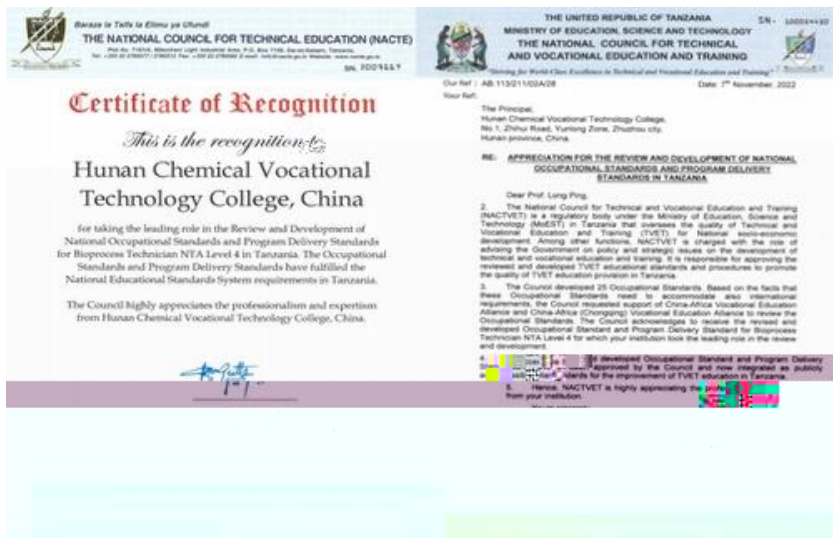 Baraza la Taifa la Elimu ya Ufundi
THE NATIONAL COUNCIL FOR TECHNICAL EDUCATION (NACTE)
Certificate of Recognition
This is the recognition to
Hunan Chemical Vocational
Technology College, China
for taking the leading role in the Review and Development of
National Occupational Standards and Program Delivery Standards
for Bioprocess Technician NTA Level 4 in Tanzania. The Occupational
Standards and Program Delivery Standards have fulfilled the
National Educational Standards System requirements in Tanzania.
The Council highly appreciates the professionalism and expertism
from Hunan Chemical Vocational Technology College, China.
THE UNITED REPUBLIC OF TANZANIA
MINISTRY OF EDUCATION, SCIENCE AND TECHNOLOGY
THE NATIONAL COUNCIL FOR TECHNICAL
AND VOCATIONAL EDUCATION AND TRAINING
"Striving for World-Class Excellence in Technical and Vocational Education and Training"
Our Ref : AB.113/211/02A/28
Date: 7th November, 2022
Your Ref:
The Principal,
Hunan Chemical Vocational Technology College,
No 1, Zhihui Road, Yunlong Zone, Zhuzhou city,
Hunan province, China.
RE: APPRECIATION FOR THE REVIEW AND DEVELOPMENT OF NATIONAL
OCCUPATIONAL STANDARDS AND PROGRAM DELIVERY
STANDARDS IN TANZANIA
Dear Prof. Long Ping,
2. The National Council for Technical and Vocational Education and Training
(NACTVET) is a regulatory body under the Ministry of Education, Science and
Technology (MoEST) in Tanzania that oversees the quality of Technical and
Vocational Education and Training (TVET) for National socio-economic
development. Among other functions, NACTVET is charged with the role of
advising the Government on policy and strategic issues on the development of
technical and vocational education and training. It is responsible for approving the
reviewed and developed TVET educational standards and procedures to promote
the quality of TVET education provision in Tanzania.
3. The Council developed 25 Occupational Standards. Based on the facts that
these Occupational Standards need to accommodate also international
requirements, the Council requested support of China-Africa Vocational Education
Alliance and China-Africa (Chongqing) Vocational Education Alliance to review the
Occupational Standards. The Council acknowledges to receive the revised and
developed Occupational Standard and Program Delivery Standard for Bioprocess
Technician NTA Level 4 for which your institution took the leading role in the review
and development.
4. developed Occupational Standard and Program Delivery
approved by the Council and now integrated as publicly
for the improvement of TVET education in Tanzania.
5. Hence, NACTVET is highly appreciating the
from your institution.